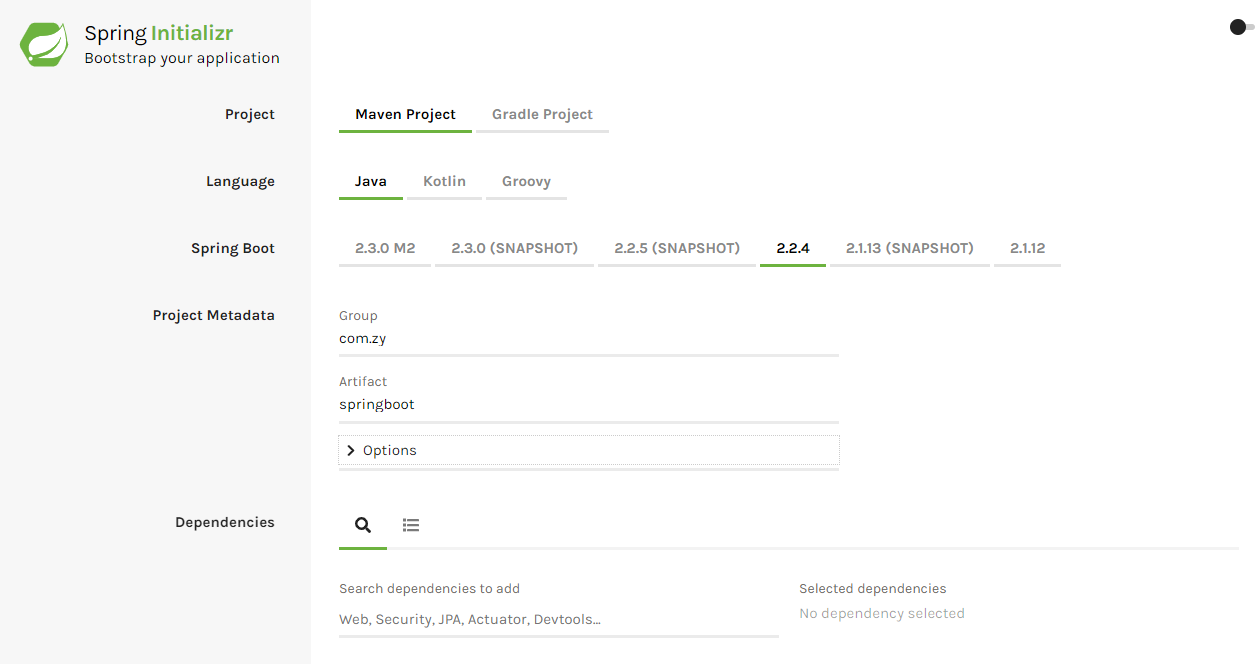 Spring Initializr
Bootstrap your application
Project
Maven Project Gradle Project
Language
Java Kotlin Groovy
Spring Boot
2.3.0 M2 2.3.0 (SNAPSHOT) 2.2.5 (SNAPSHOT) 2.2.4 2.1.13 (SNAPSHOT) 2.1.12
Project Metadata
Group
com.zy
Artifact
springboot
Options
Dependencies
Search dependencies to add
Web, Security, JPA, Actuator, Devtools...
Selected dependencies
No dependency selected